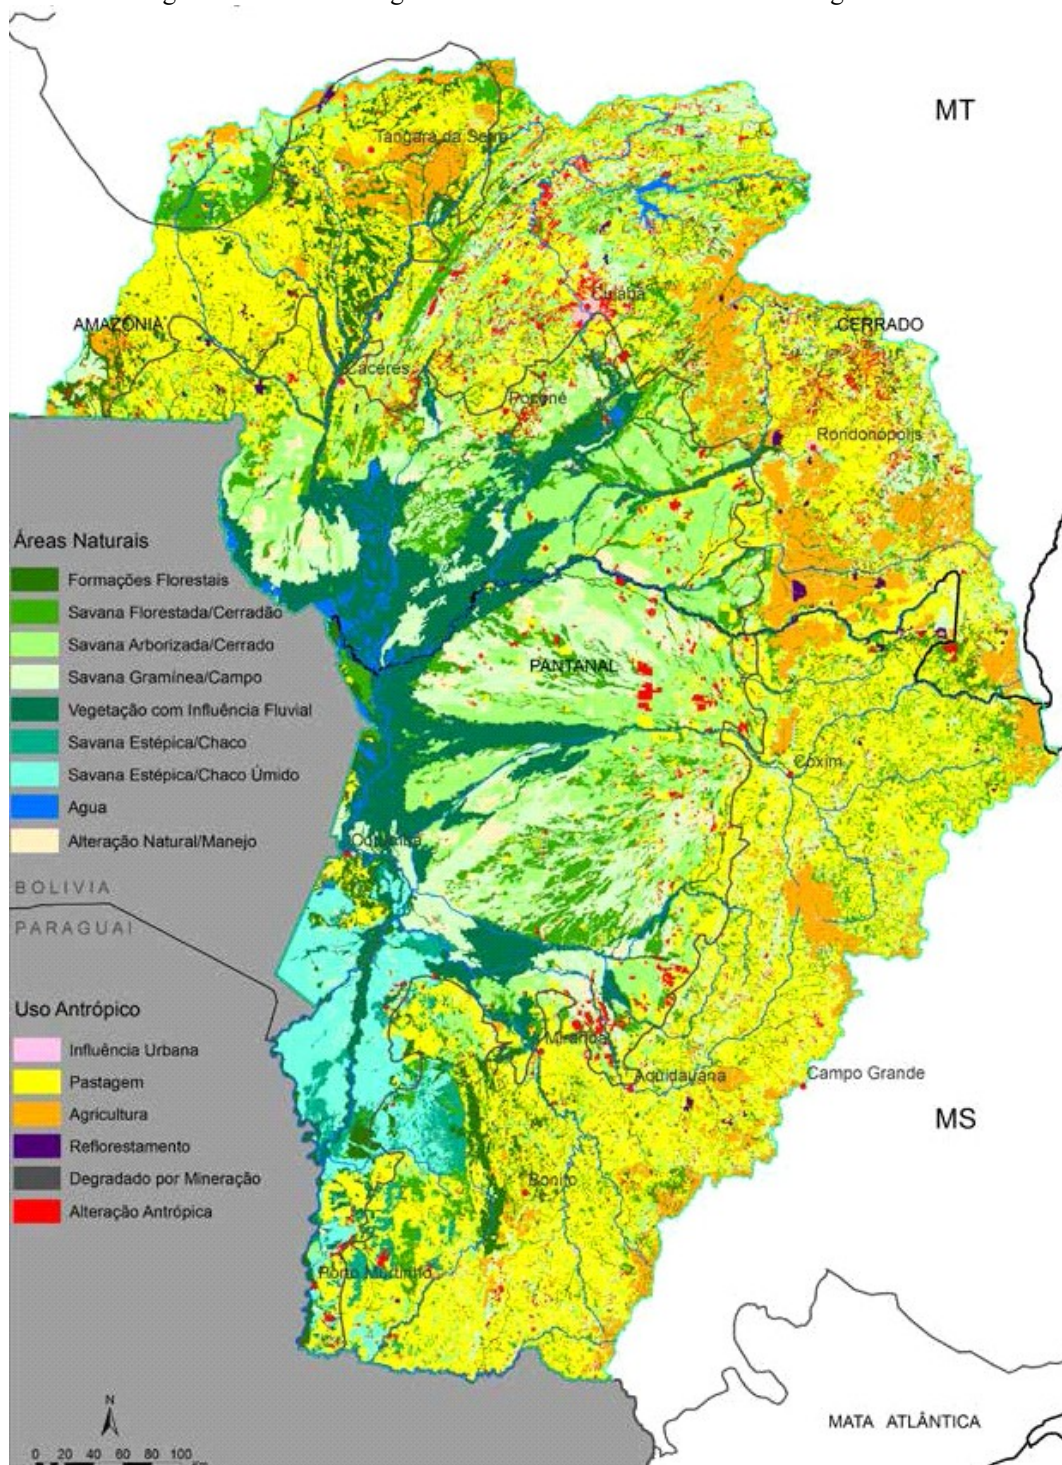 MT
Tangará da Serra
Cuiabá
AMAZÔNIA
CERRADO
Cáceres
Poconé
Rondonópolis
Áreas Naturais
Formações Florestais
Savana Florestada/Cerradão
Savana Arborizada/Cerrado
Savana Gramínea/Campo
Vegetação com Influência Fluvial
Savana Estépica/Chaco
Savana Estépica/Chaco Úmido
Agua
Alteração Natural/Manejo
PANTANAL
Coxim
Corumbá
BOLIVIA
PARAGUAI
Uso Antrópico
Influência Urbana
Pastagem
Agricultura
Reflorestamento
Degradado por Mineração
Alteração Antrópica
Miranda
Aquidauana
Campo Grande
MS
Bonito
Porto Murtinho
MATA ATLÂNTICA
N
0 20 40 60 80 100